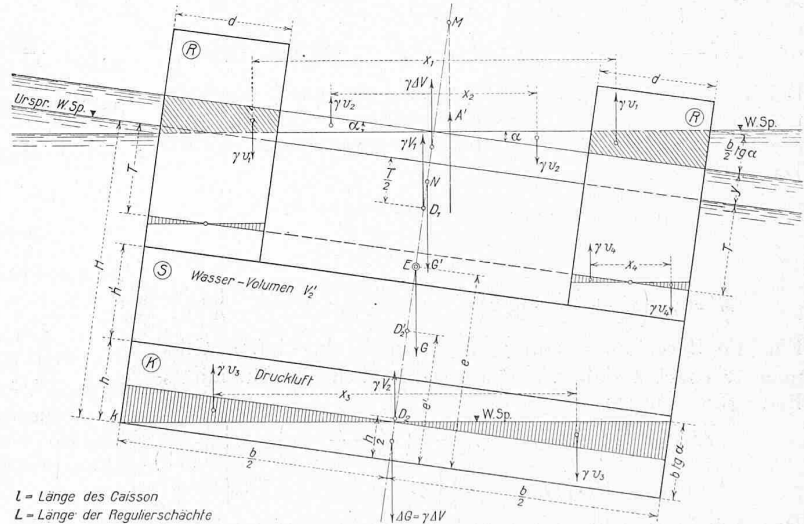 d
R
M
x₁
d
γΔV
x₂
γv₂
γv₁
R
Urspr. W.Sp.
α
A'
α
W.Sp.
b/2 tg α
γv₁
γV₁
γv₂
T
T/2
N
y
D₁
T
H
E
G'
γv₄
x₄
γv₄
S
Wasser-Volumen V₂'
h'
D₂'
G
e
K
γv₃
Druckluft
γV₂
e'
h
x₃
k
D₂
W.Sp.
h/2
b/2
γv₃
b tg α
b/2
l = Länge des Caisson
L = Länge der Regulierschächte
ΔG = γΔV